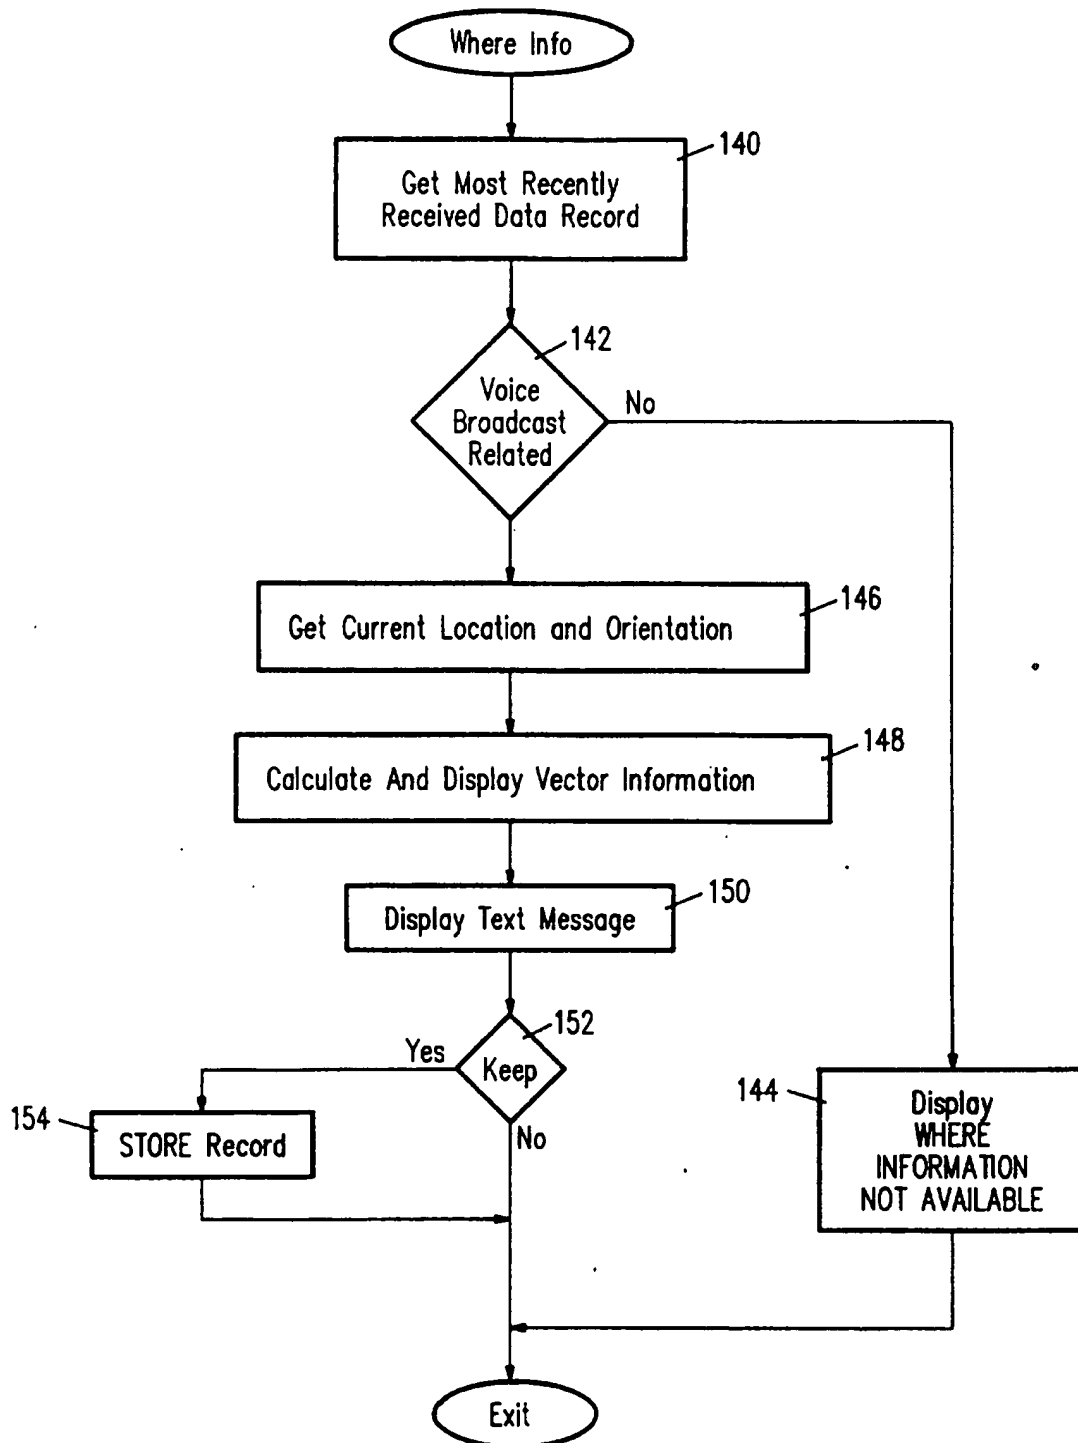 Where Info
140
Get Most Recently
Received Data Record
142
Voice
Broadcast
Related
No
146
Get Current Location and Orientation
148
Calculate And Display Vector Information
150
Display Text Message
152
Yes
Keep
No
154
STORE Record
144
Display
WHERE
INFORMATION
NOT AVAILABLE
Exit